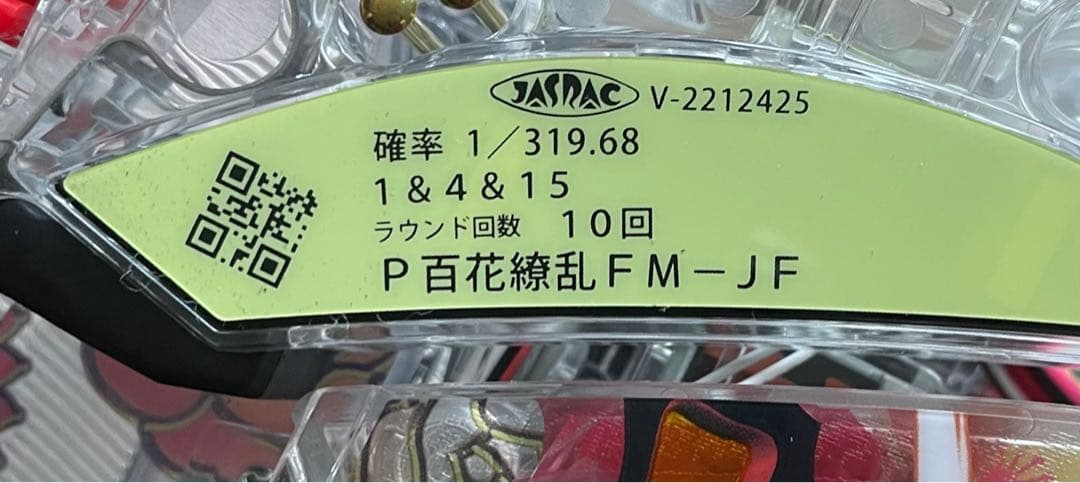 JASRAC V-2212425
確率 1／319.68
1＆4＆15
ラウンド回数 10回
P百花繚乱FM－JF